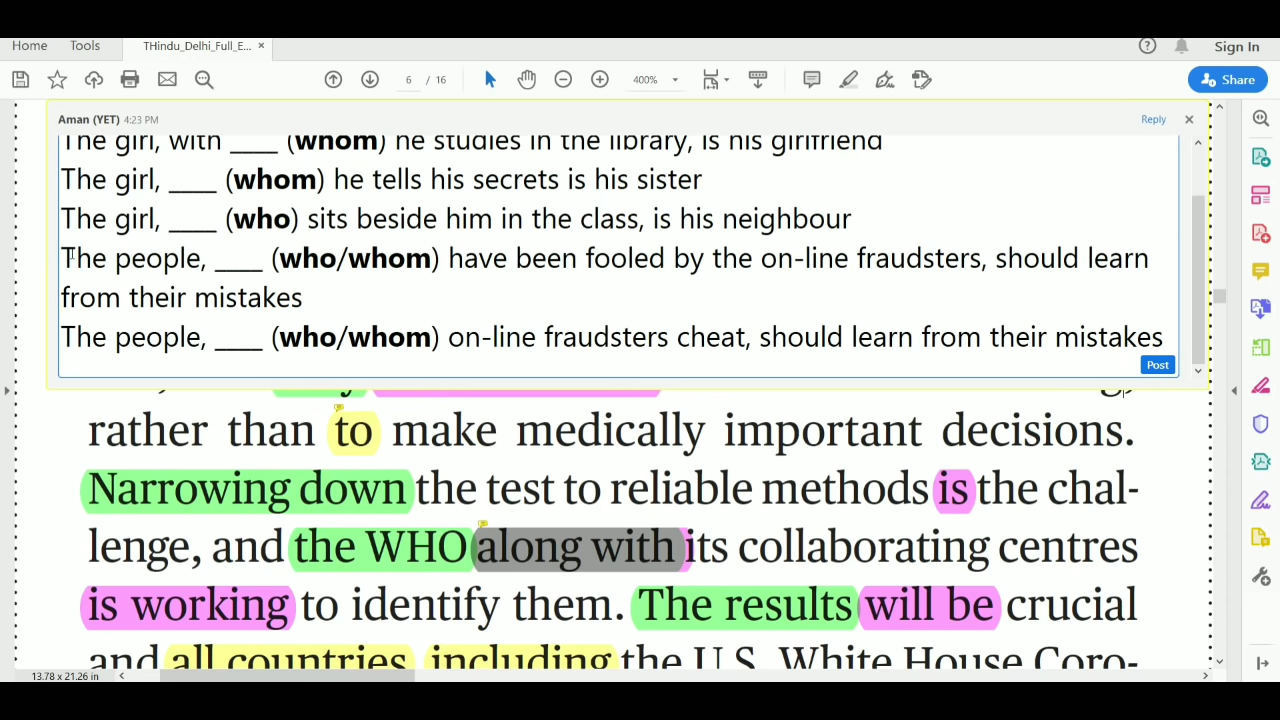 Home Tools THindu_Delhi_Full_E... × Sign In
6 / 16 400% Share
Aman (YET) 4:23 PM Reply
The girl, with ____ (whom) he studies in the library, is his girlfriend
The girl, ____ (whom) he tells his secrets is his sister
The girl, ____ (who) sits beside him in the class, is his neighbour
The people, ____ (who/whom) have been fooled by the on-line fraudsters, should learn
from their mistakes
The people, ____ (who/whom) on-line fraudsters cheat, should learn from their mistakes
Post
rather than to make medically important decisions.
Narrowing down the test to reliable methods is the chal-
lenge, and the WHO along with its collaborating centres
is working to identify them. The results will be crucial
and all countries, including the U.S. White House Coro-
13.78 x 21.26 in